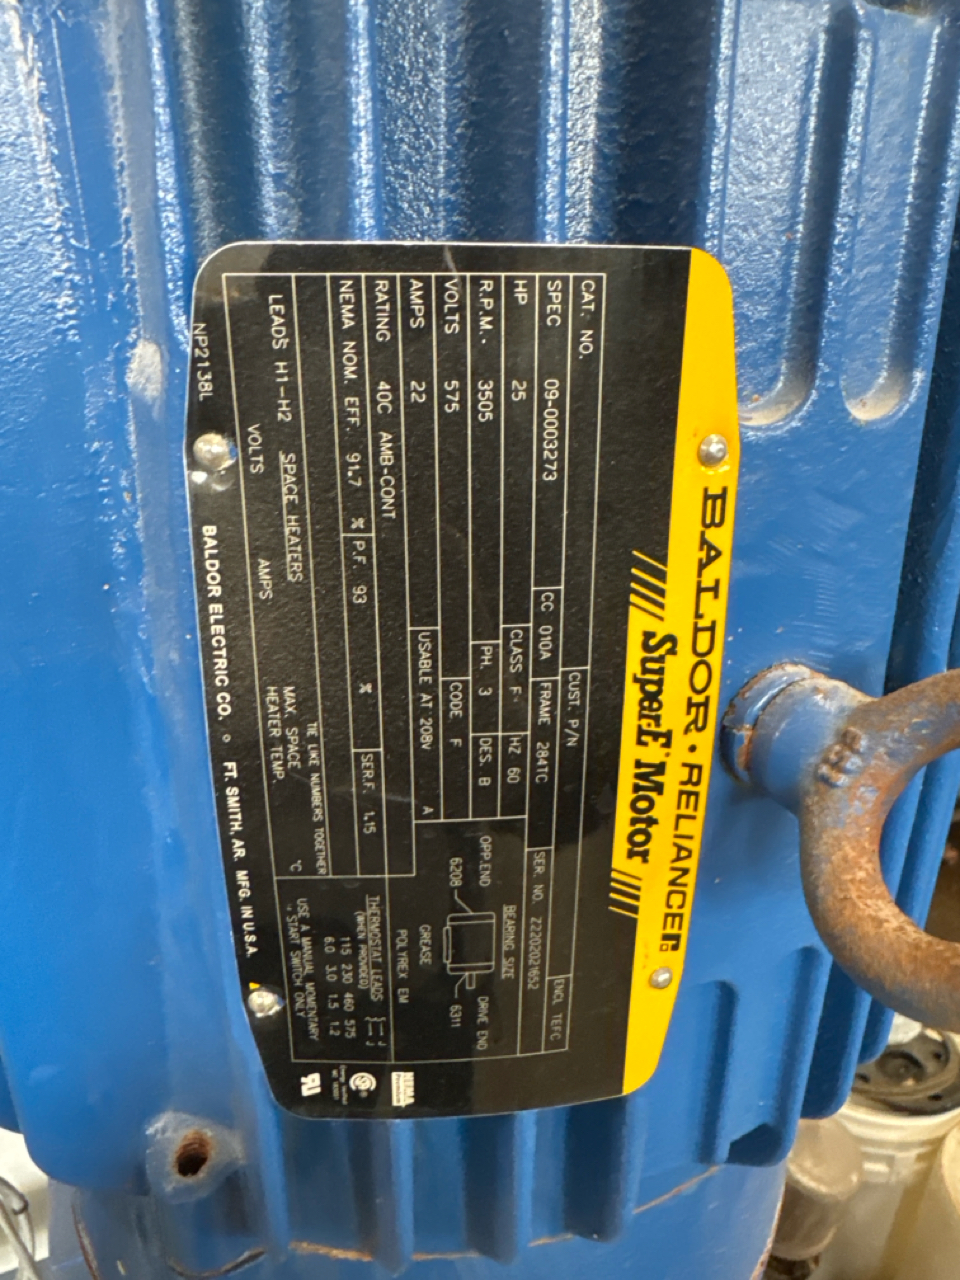 BALDOR • RELIANCER
Super-E Motor
CAT. NO. CUST. P/N
SPEC 09-0003273 CC 010A FRAME 284TC SER. NO. Z2202021652 ENCL TEFC
HP 25 CLASS F HZ 60
R.P.M. 3505 PH. 3 DES. B
VOLTS 575 CODE F
AMPS 22 USABLE AT 208V A
RATING 40C AMB-CONT
NEMA NOM. EFF. 91.7 % P.F. 93 % SER.F. 1.15
OPP.END BEARING SIZE DRIVE END
6208 6311
GREASE POLYREX EM
TIE LIKE NUMBERS TOGETHER
THERMOSTAT LEADS J J
(WHEN PROVIDED)
115 230 460 575
6.0 3.0 1.5 1.2
USE A MANUAL MOMENTARY
START SWITCH ONLY
LEADS H1-H2 SPACE HEATERS MAX. SPACE
HEATER TEMP. °C
VOLTS AMPS
NEMA
Premium
NP2138L BALDOR ELECTRIC CO. FT. SMITH, AR. MFG. IN U.S.A.